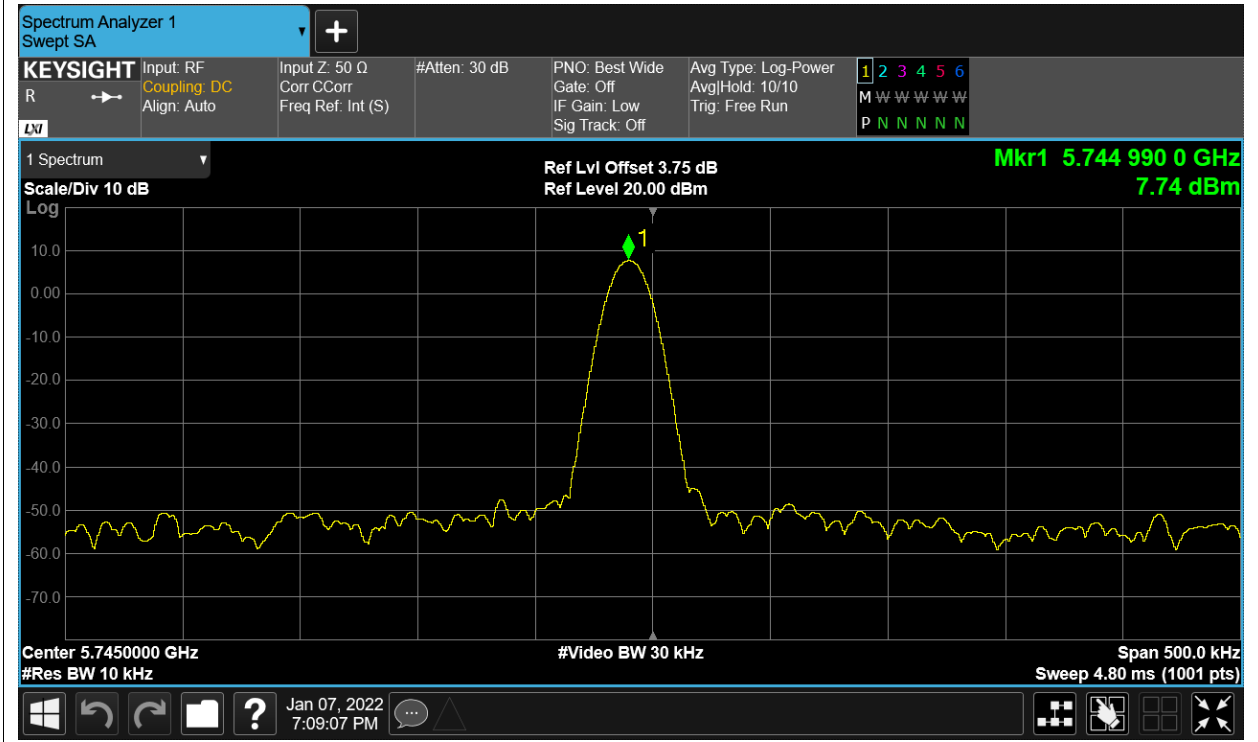 Spectrum Analyzer 1
Swept SA
KEYSIGHT
R
LXI
Input: RF
Coupling: DC
Align: Auto
Input Z: 50 Ω
Corr CCorr
Freq Ref: Int (S)
#Atten: 30 dB
PNO: Best Wide
Gate: Off
IF Gain: Low
Sig Track: Off
Avg Type: Log-Power
Avg|Hold: 10/10
Trig: Free Run
1 2 3 4 5 6
M W W W W W
P N N N N N
1 Spectrum
Scale/Div 10 dB
Log
Ref Lvl Offset 3.75 dB
Ref Level 20.00 dBm
Mkr1 5.744 990 0 GHz
7.74 dBm
1
10.0
0.00
-10.0
-20.0
-30.0
-40.0
-50.0
-60.0
-70.0
Center 5.7450000 GHz
#Res BW 10 kHz
#Video BW 30 kHz
Span 500.0 kHz
Sweep 4.80 ms (1001 pts)
?
Jan 07, 2022
7:09:07 PM